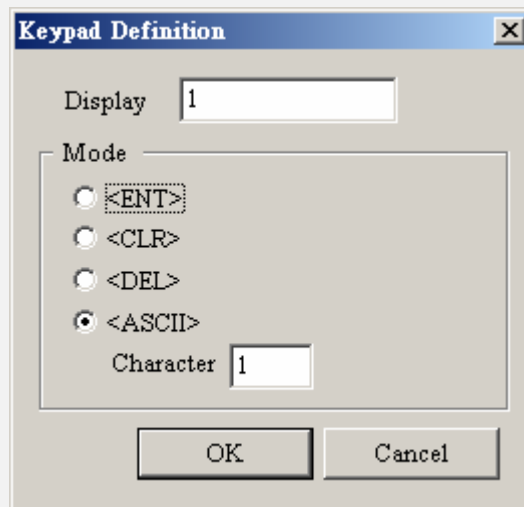 Keypad Definition
Display 1
Mode
<ENT>
<CLR>
<DEL>
<ASCII>
Character 1
OK Cancel